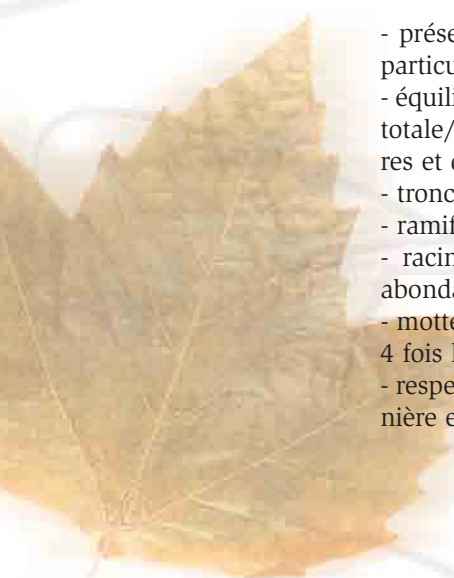 - prése
particu
- équili
totale/
res et d
- tronc
- ramif
- racin
abonda
- motte
4 fois l
- respe
nière e